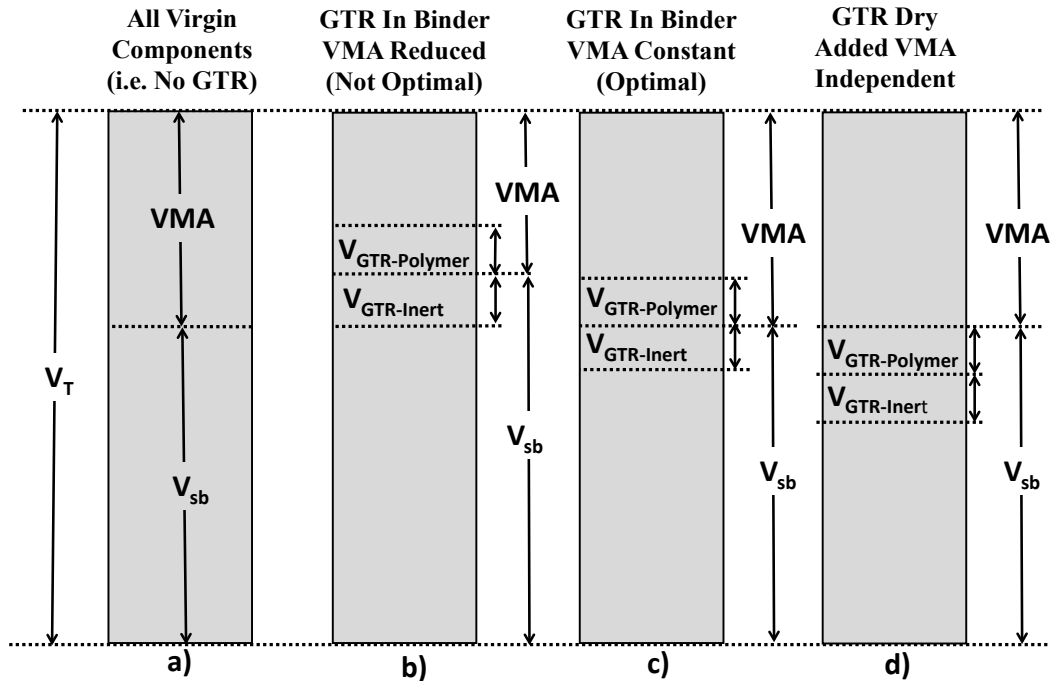 All Virgin
Components
(i.e. No GTR)
GTR In Binder
VMA Reduced
(Not Optimal)
GTR In Binder
VMA Constant
(Optimal)
GTR Dry
Added VMA
Independent
VMA
VMA
VMA
VMA
V_GTR-Polymer
V_GTR-Inert
V_GTR-Polymer
V_GTR-Inert
V_GTR-Polymer
V_GTR-Inert
V_T
V_sb
V_sb
V_sb
V_sb
a)
b)
c)
d)